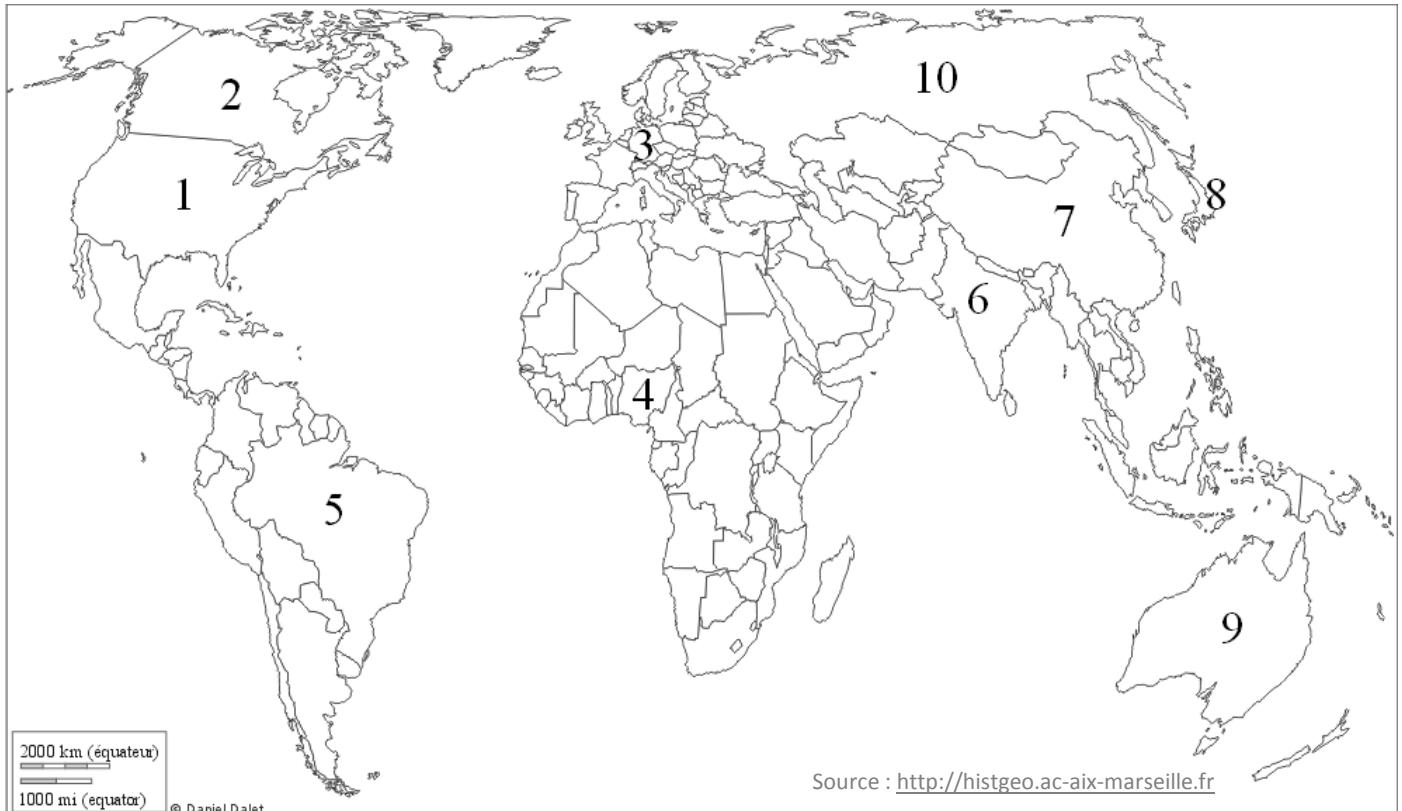 10
2
3
1
8
7
6
4
5
9
2000 km (équateur)
1000 mi (equator)
© Daniel Dalet
Source : http://histgeo.ac-aix-marseille.fr